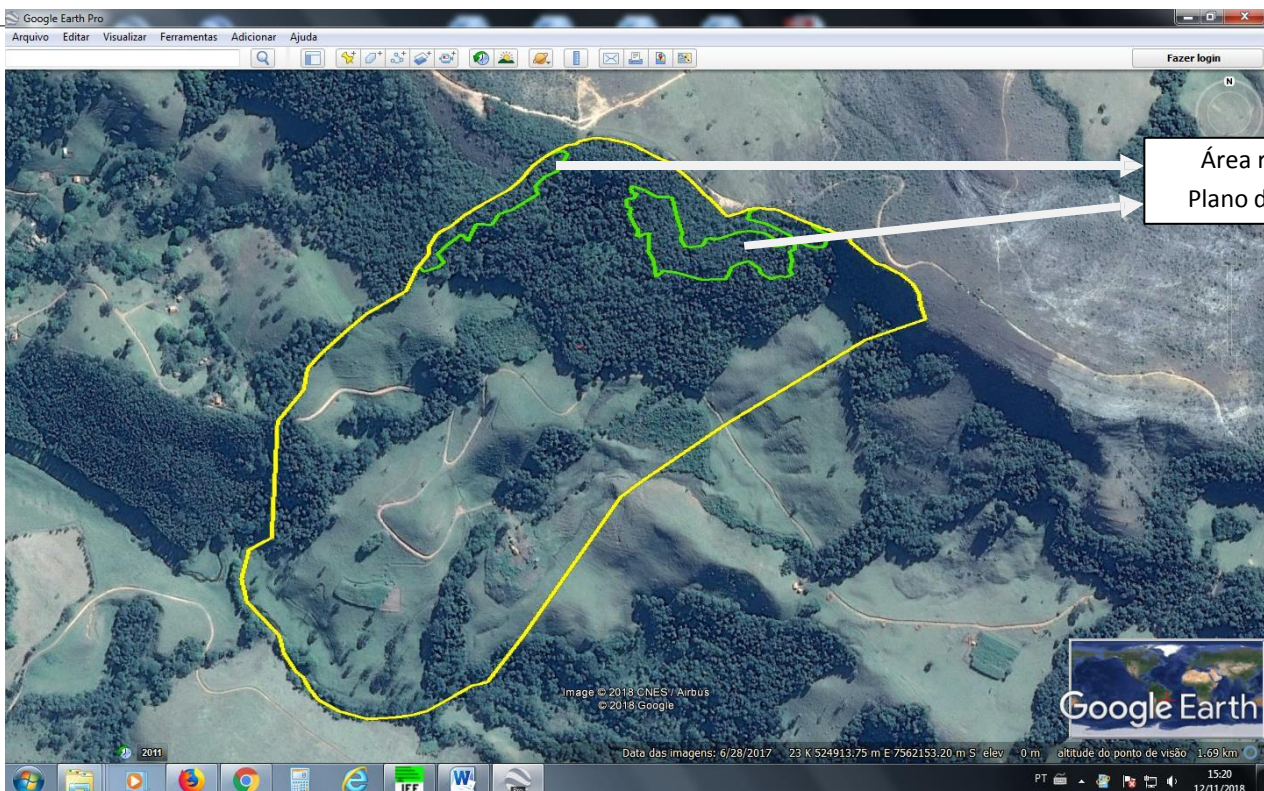 Google Earth Pro
Arquivo Editar Visualizar Ferramentas Adicionar Ajuda
Fazer login
N
Área
Plano
Image © 2018 CNES / Airbus
© 2018 Google
Google Earth
2011
Data das imagens: 6/28/2017 23 K 524913.75 m E 7562153.20 m S elev 0 m altitude do ponto de visão 1.69 km
IEF
W
PT
15:20
12/11/2018